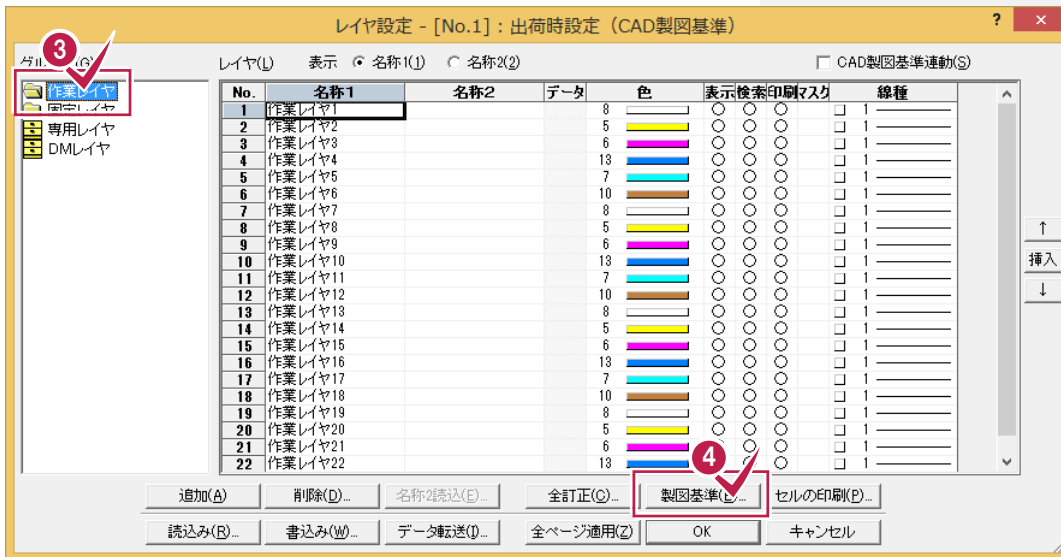 レイヤ設定 - [No.1]：出荷時設定（CAD製図基準）
? ×
3
レイヤ(L) 表示 名称1(1) 名称2(2) CAD製図基準連動(S)
作業レイヤ
固定レイヤ
専用レイヤ
DMレイヤ
No. 名称1 名称2 データ 色 表示 検索 印刷 マスク 線種
1 作業レイヤ1 8 ○ ○ ○ 1
2 作業レイヤ2 5 ○ ○ ○ 1
3 作業レイヤ3 6 ○ ○ ○ 1
4 作業レイヤ4 13 ○ ○ ○ 1
5 作業レイヤ5 7 ○ ○ ○ 1
6 作業レイヤ6 10 ○ ○ ○ 1
7 作業レイヤ7 8 ○ ○ ○ 1
8 作業レイヤ8 5 ○ ○ ○ 1
9 作業レイヤ9 6 ○ ○ ○ 1
10 作業レイヤ10 13 ○ ○ ○ 1
11 作業レイヤ11 7 ○ ○ ○ 1
12 作業レイヤ12 10 ○ ○ ○ 1
13 作業レイヤ13 8 ○ ○ ○ 1
14 作業レイヤ14 5 ○ ○ ○ 1
15 作業レイヤ15 6 ○ ○ ○ 1
16 作業レイヤ16 13 ○ ○ ○ 1
17 作業レイヤ17 7 ○ ○ ○ 1
18 作業レイヤ18 10 ○ ○ ○ 1
19 作業レイヤ19 8 ○ ○ ○ 1
20 作業レイヤ20 5 ○ ○ ○ 1
21 作業レイヤ21 6 ○ ○ 1
22 作業レイヤ22 13 ○ ○ 1
↑
挿入
↓
4
追加(A) 削除(D)... 名称2読込(E)... 全訂正(C)... 製図基準 セルの印刷(P)...
読込み(R)... 書込み(W)... データ転送(I)... 全ページ適用(Z) OK キャンセル